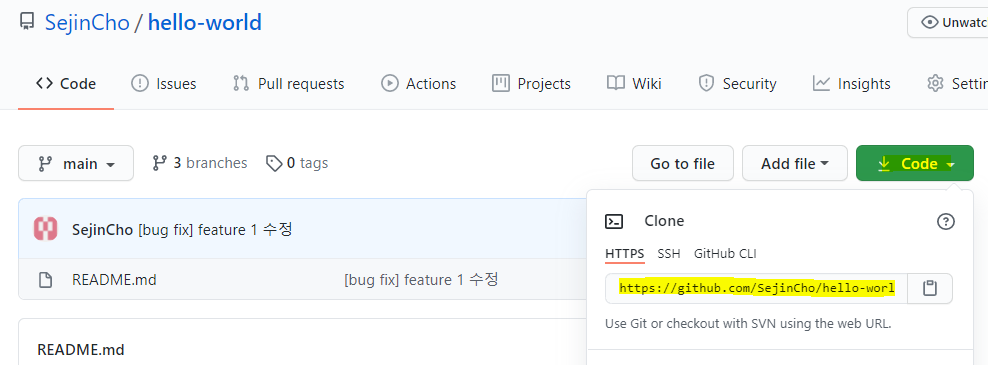 SejinCho / hello-world
Unwatc
Code Issues Pull requests Actions Projects Wiki Security Insights Settin
main 3 branches 0 tags Go to file Add file Code
SejinCho [bug fix] feature 1 수정
README.md [bug fix] feature 1 수정
README.md
Clone
HTTPS SSH GitHub CLI
https://github.com/SejinCho/hello-worl
Use Git or checkout with SVN using the web URL.